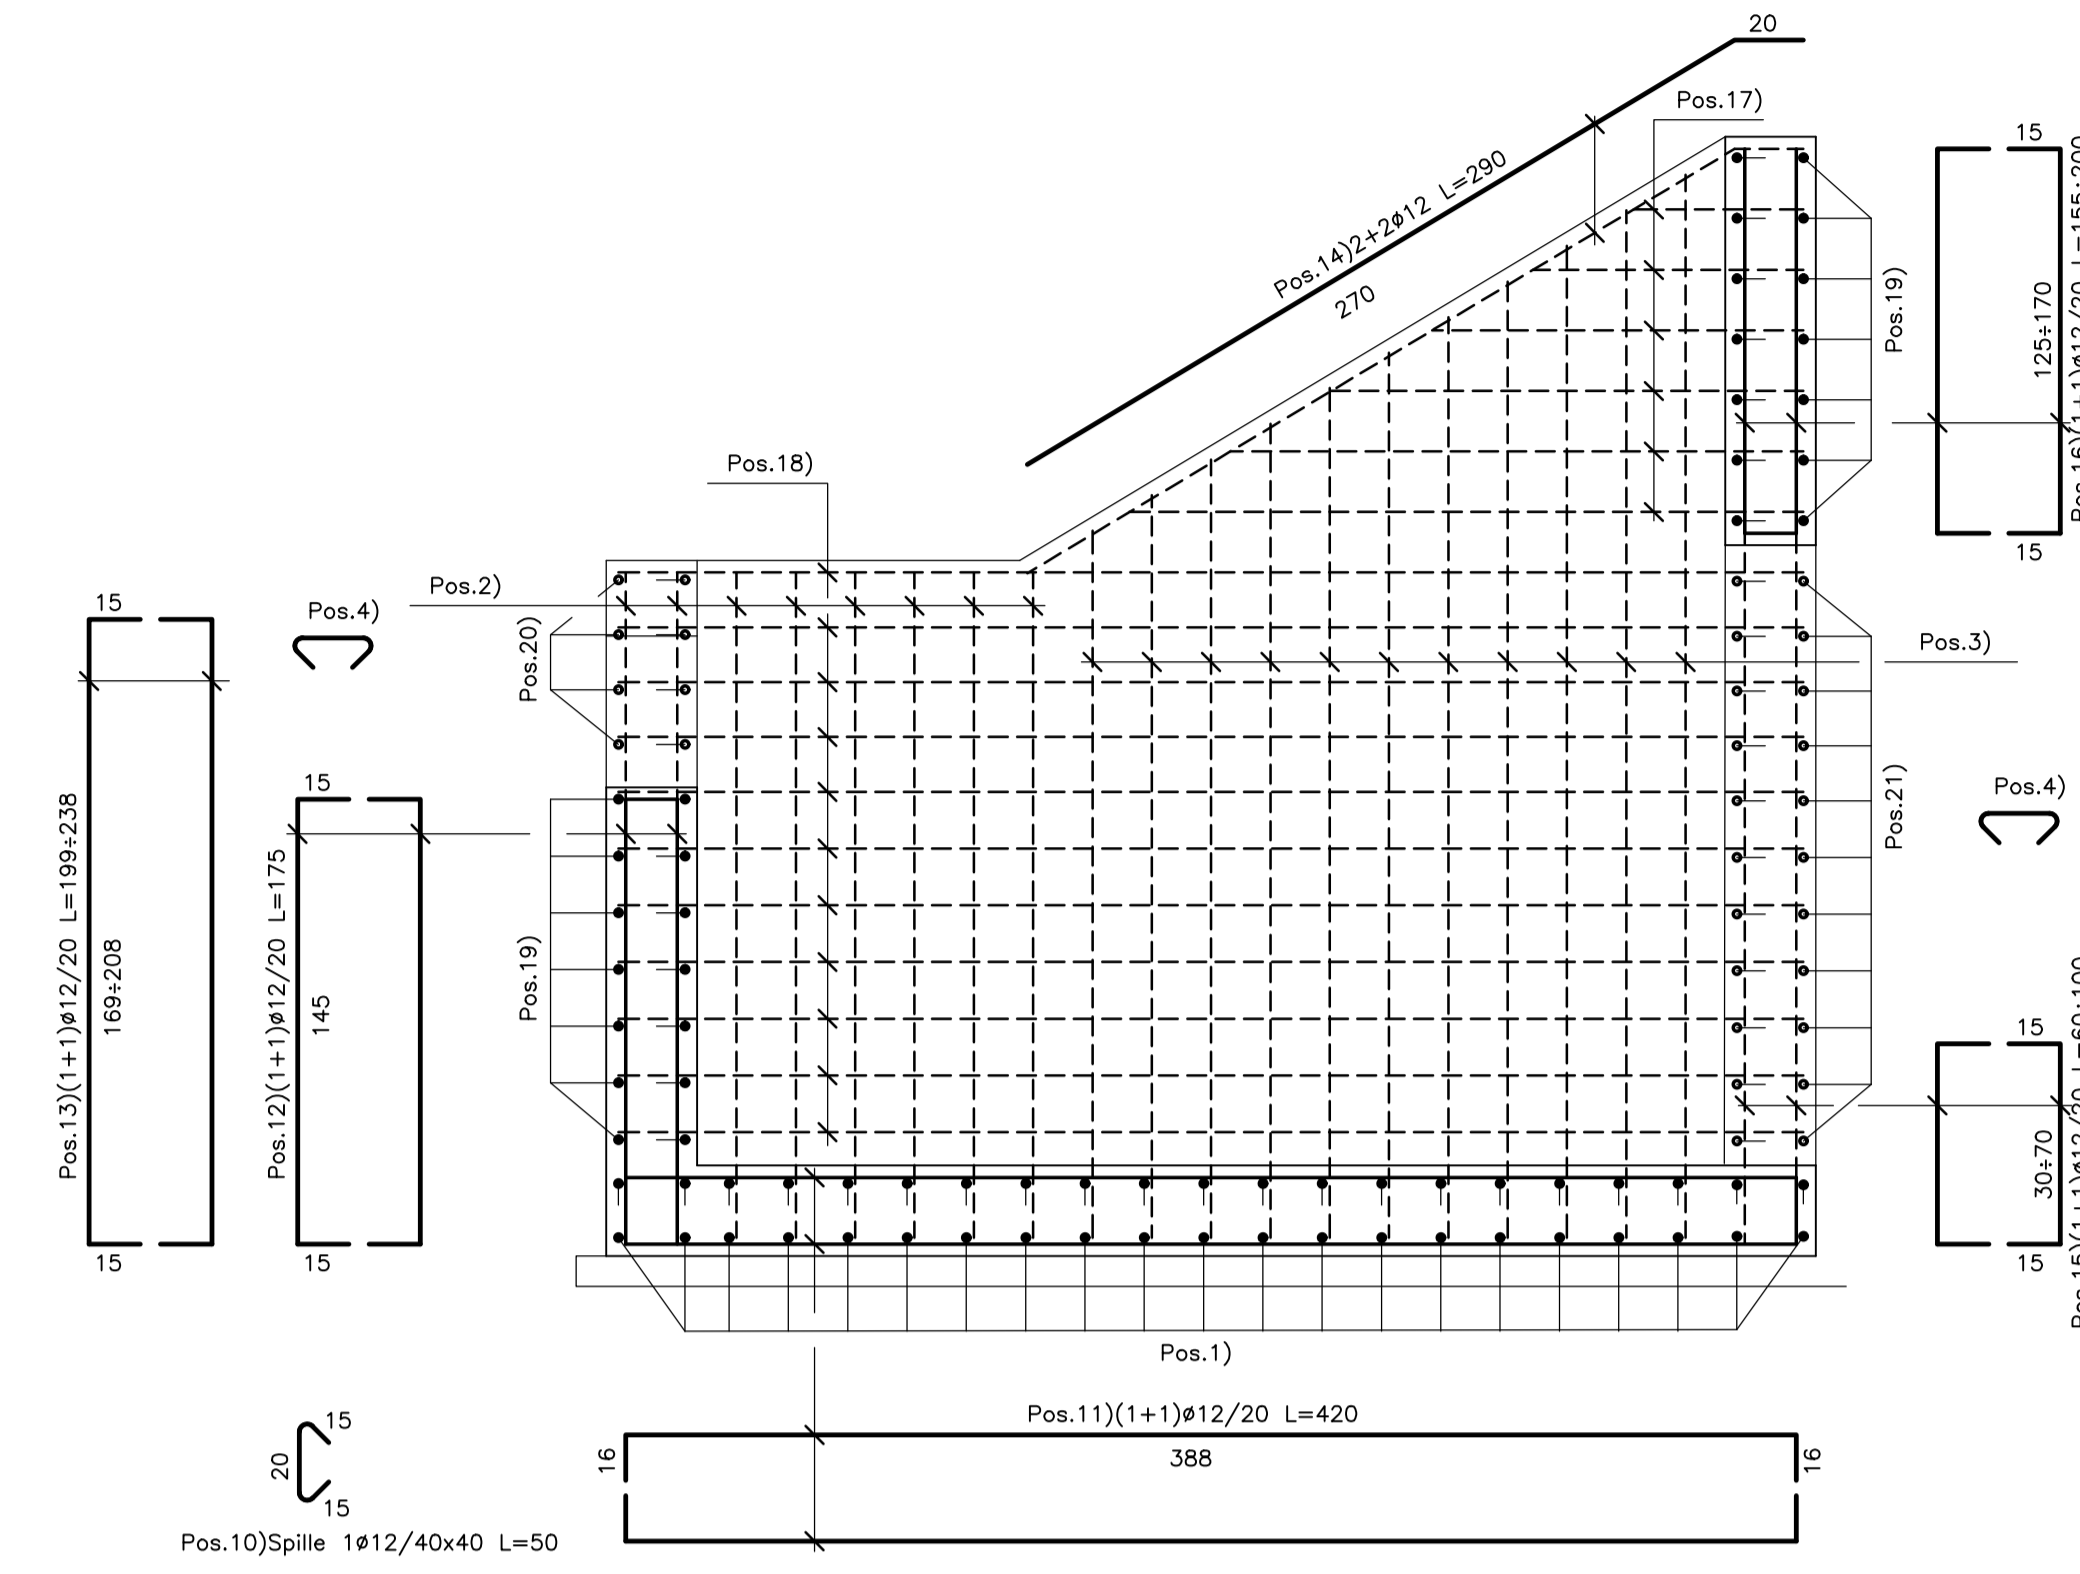 20
Pos.17)
Pos.14)2+2ø12 L=290
270
15
125÷170
15
Pos.19)
Pos.18)
Pos.2)
Pos.20)
Pos.3)
15
Pos.4)
Pos.13)(1+1)ø12/20 L=199÷238
169÷208
15
15
Pos.12)(1+1)ø12/20 L=175
145
15
Pos.19)
Pos.21)
Pos.4)
15
30÷70
15
Pos.1)
Pos.11)(1+1)ø12/20 L=420
16
388
16
15
20
15
Pos.10)Spille 1ø12/40x40 L=50